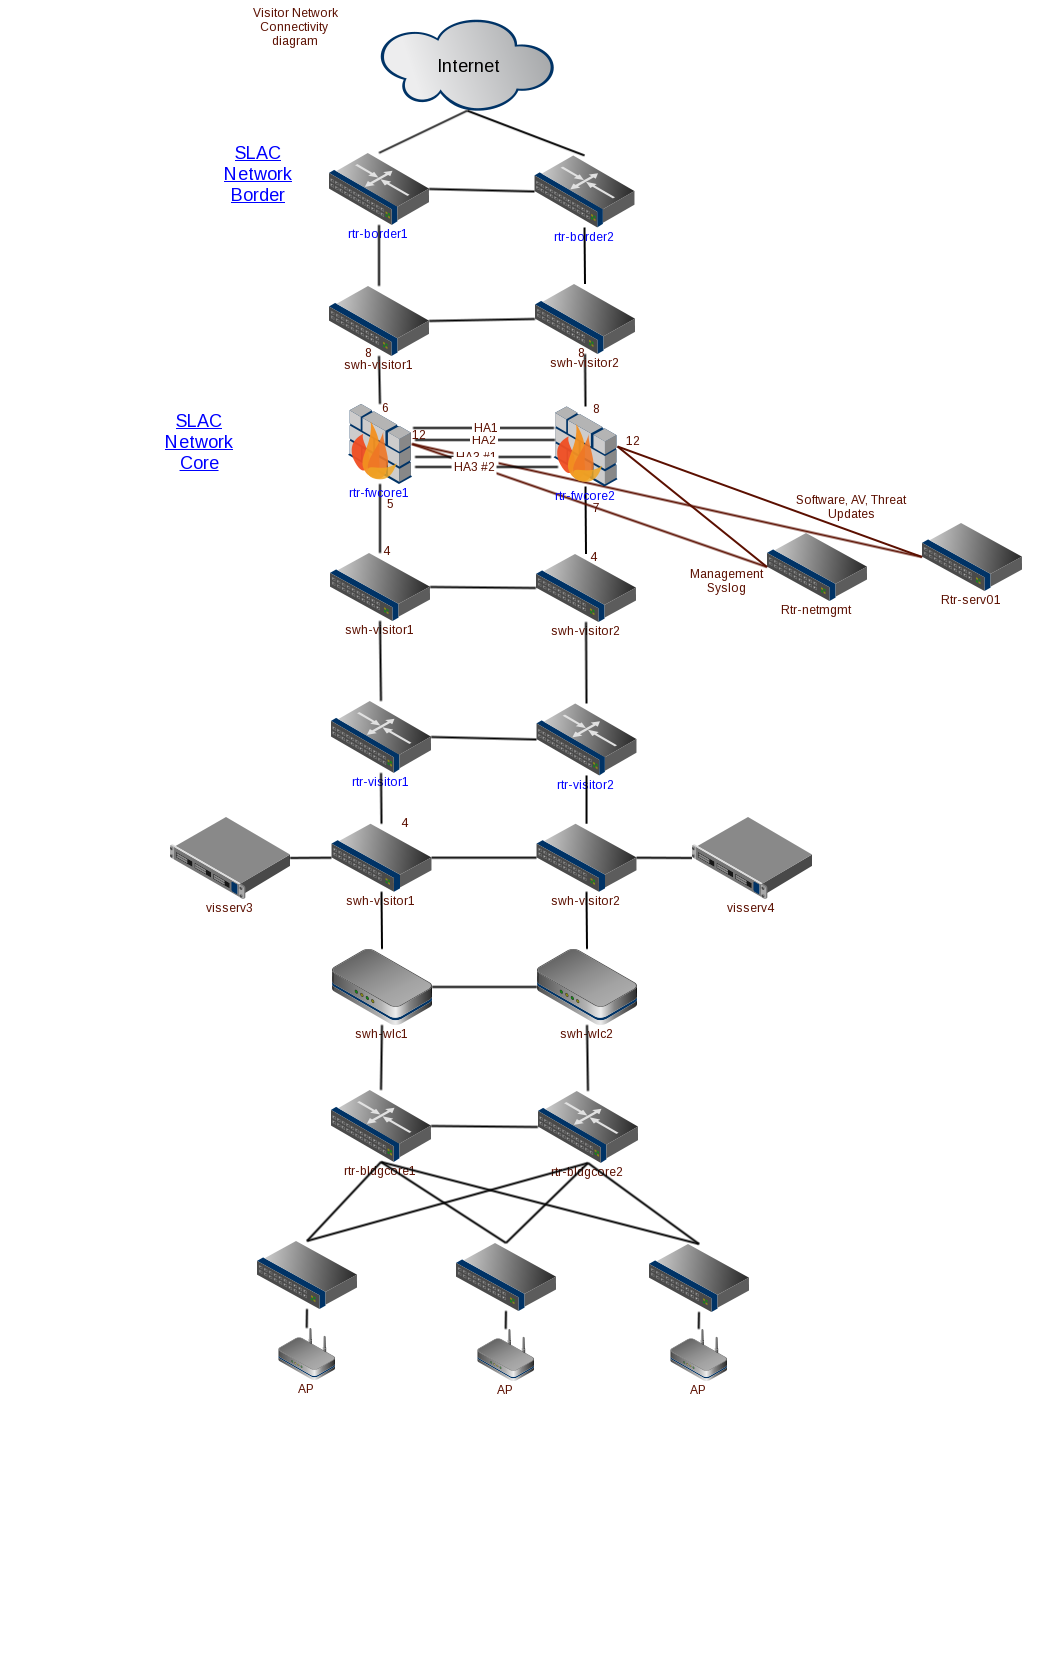 Visitor Network
Connectivity
diagram
Internet
SLAC
Network
Border
rtr-border1
rtr-border2
8
swh-visitor1
8
swh-visitor2
6
8
SLAC
Network
Core
12
HA1
HA2
HA3 #1
HA3 #2
12
rtr-fwcore1
rtr-fwcore2
5
7
Software, AV, Threat
Updates
4
4
Management
Syslog
Rtr-netmgmt
Rtr-serv01
swh-visitor1
swh-visitor2
rtr-visitor1
rtr-visitor2
4
visserv3
swh-visitor1
swh-visitor2
visserv4
swh-wlc1
swh-wlc2
rtr-bldgcore1
rtr-bldgcore2
AP
AP
AP